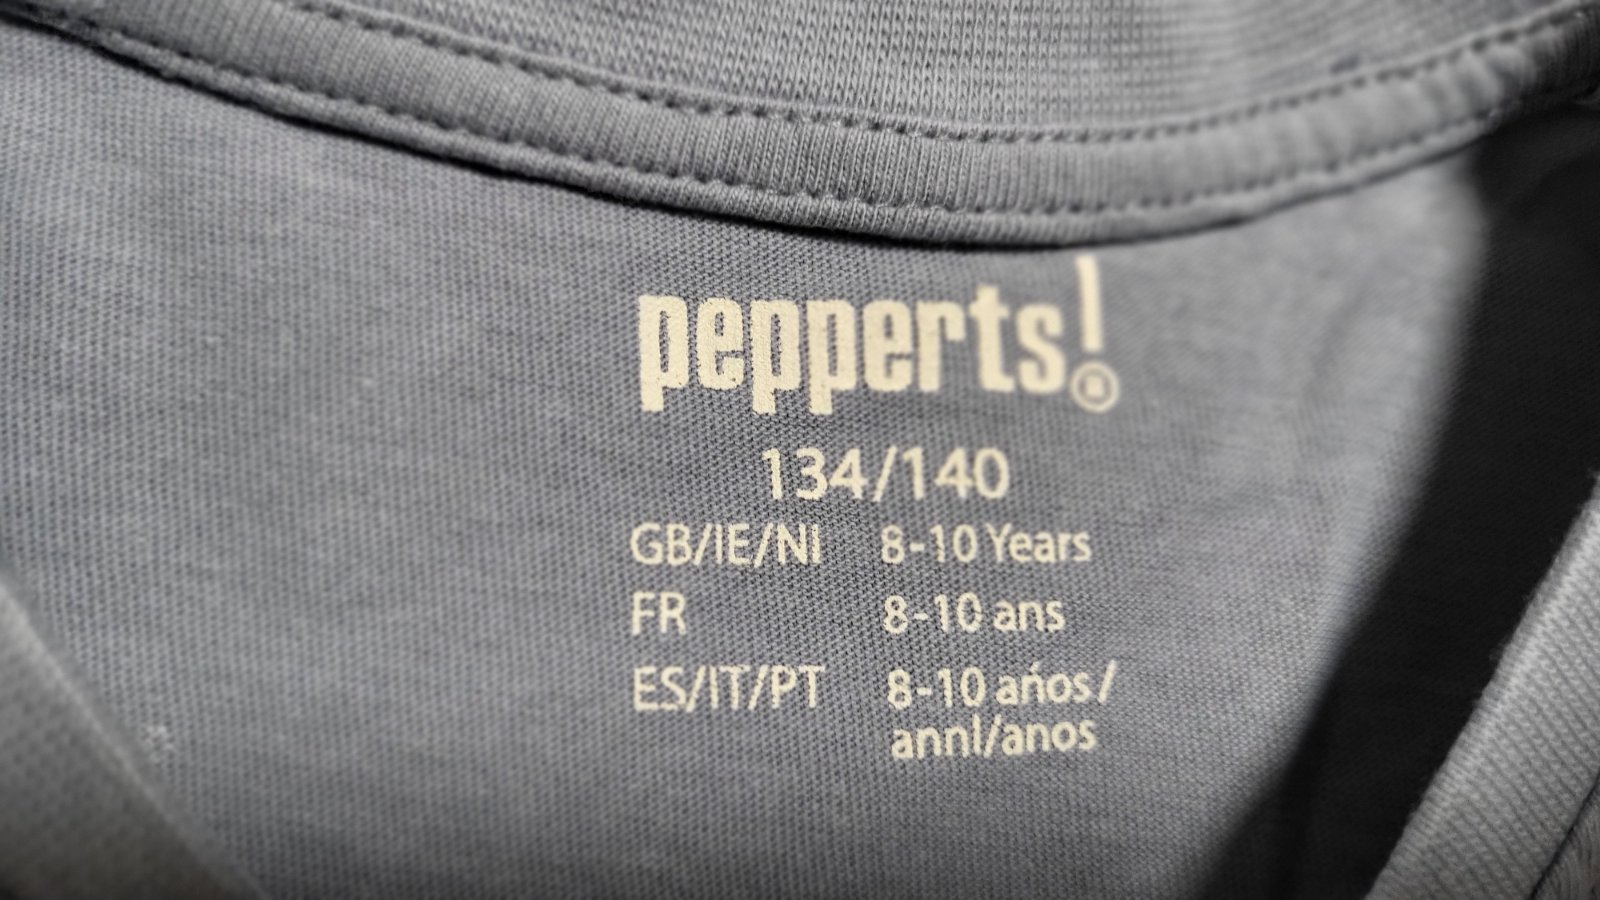 pepperts!®
134/140
GB/IE/NI 8-10 Years
FR 8-10 ans
ES/IT/PT 8-10 años/
annl/anos